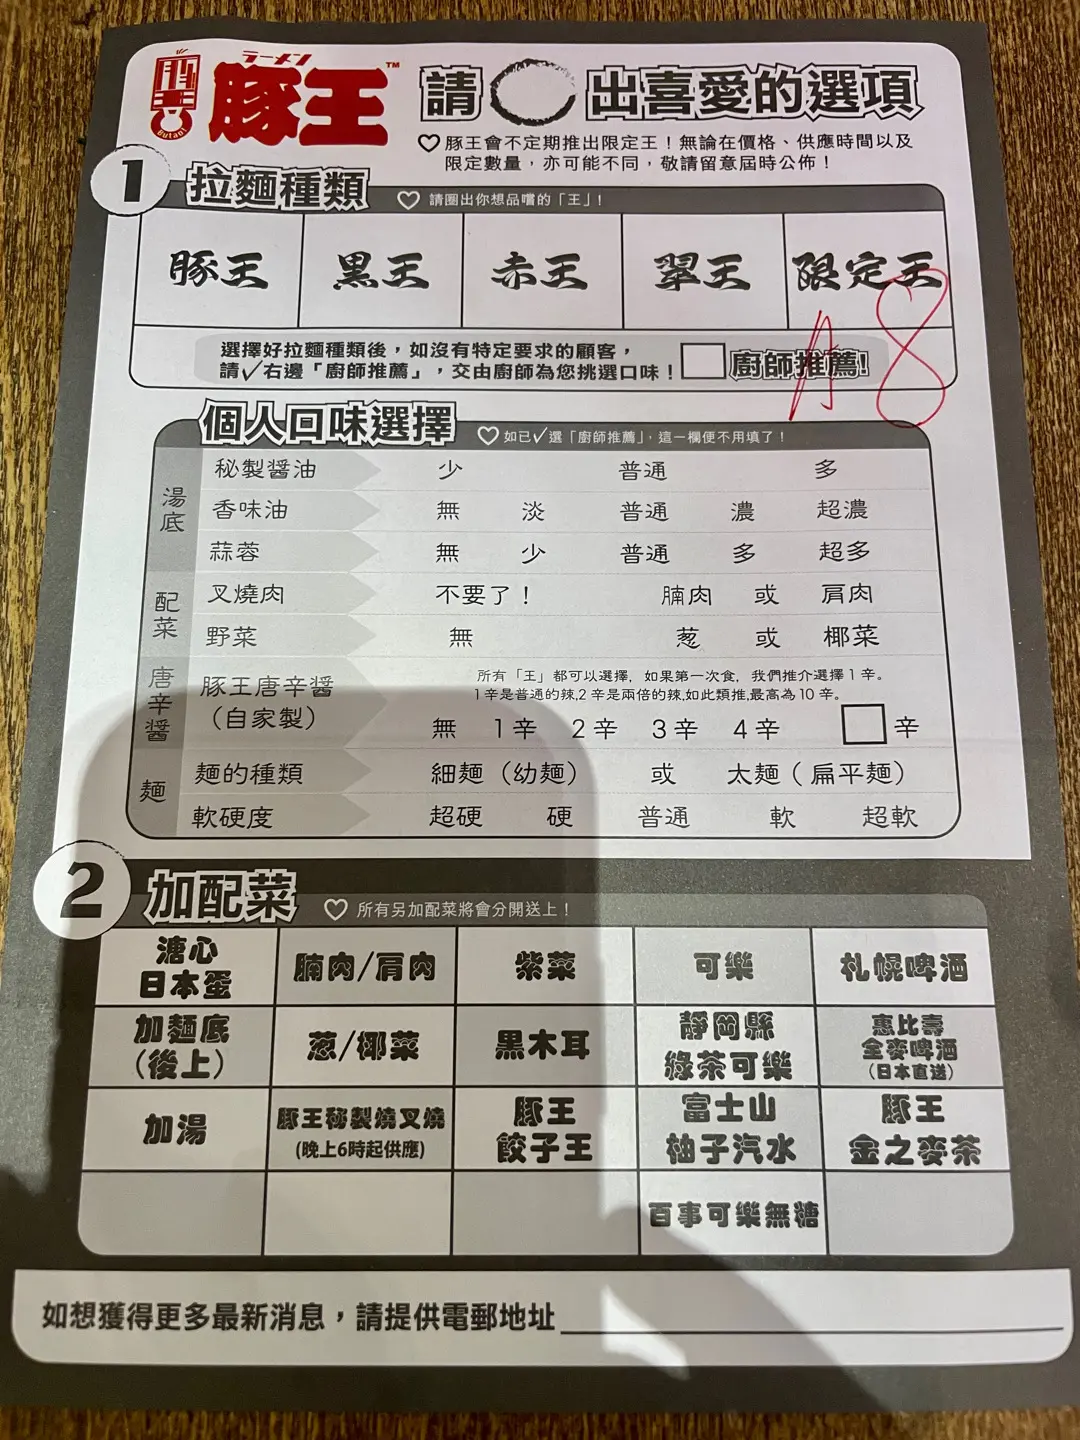 ラーメン
豚王™
Butao!
請○出喜愛的選項
♡豚王會不定期推出限定王！無論在價格、供應時間以及
限定數量，亦可能不同，敬請留意屆時公佈！
1 拉麵種類 ♡請圈出你想品嚐的「王」！
豚王 黑王 赤王 翠王 限定王
A8
選擇好拉麵種類後，如沒有特定要求的顧客，
請✓右邊「廚師推薦」，交由廚師為您挑選口味！□廚師推薦!
個人口味選擇 ♡如已✓選「廚師推薦」，這一欄便不用填了！
湯底
秘製醬油 少 普通 多
香味油 無 淡 普通 濃 超濃
蒜蓉 無 少 普通 多 超多
配菜
叉燒肉 不要了！ 腩肉 或 肩肉
野菜 無 葱 或 椰菜
唐辛醬
豚王唐辛醬
（自家製）
所有「王」都可以選擇，如果第一次食，我們推介選擇1辛。
1辛是普通的辣,2辛是兩倍的辣,如此類推,最高為10辛。
無 1辛 2辛 3辛 4辛 □辛
麵
麵的種類 細麵（幼麵） 或 太麵（扁平麵）
軟硬度 超硬 硬 普通 軟 超軟
2 加配菜 ♡所有另加配菜將會分開送上！
溏心
日本蛋
腩肉/肩肉
紫菜
可樂
札幌啤酒
加麵底
（後上）
葱/椰菜
黑木耳
靜岡縣
綠茶可樂
惠比壽
全麥啤酒
(日本直送)
加湯
豚王秘製燒叉燒
(晚上6時起供應)
豚王
餃子王
富士山
柚子汽水
豚王
金之麥茶
百事可樂無糖
如想獲得更多最新消息，請提供電郵地址